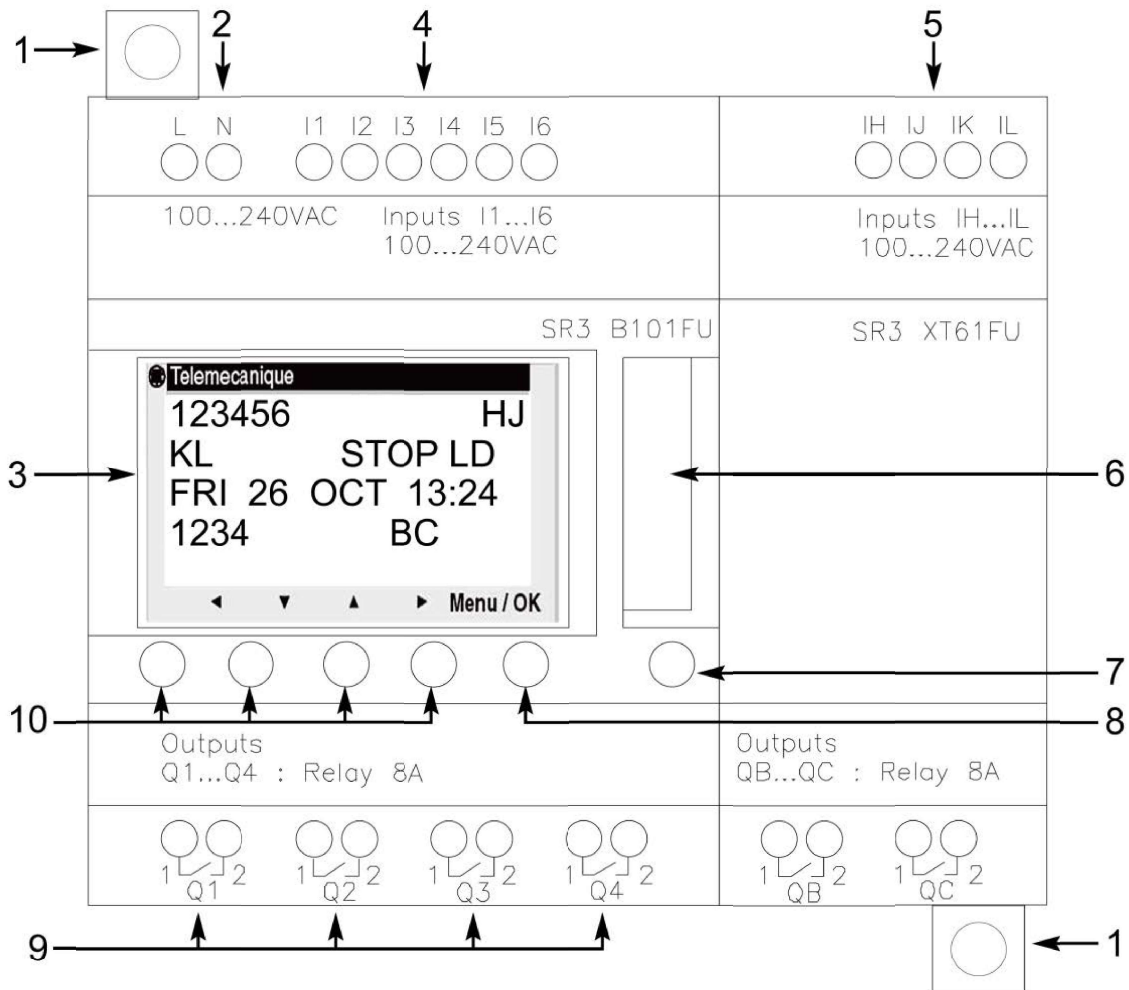 1 2 4 5
L N I1 I2 I3 I4 I5 I6 IH IJ IK IL
100...240VAC Inputs I1...I6 Inputs IH...IL
100...240VAC 100...240VAC
SR3 B101FU SR3 XT61FU
Telemecanique
123456 HJ
KL STOP LD
3 6
FRI 26 OCT 13:24
1234 BC
Menu / OK
7
10 8
Outputs Outputs
Q1...Q4 : Relay 8A QB...QC : Relay 8A
1 2 1 2 1 2 1 2 1 2 1 2
Q1 Q2 Q3 Q4 QB QC
9 1